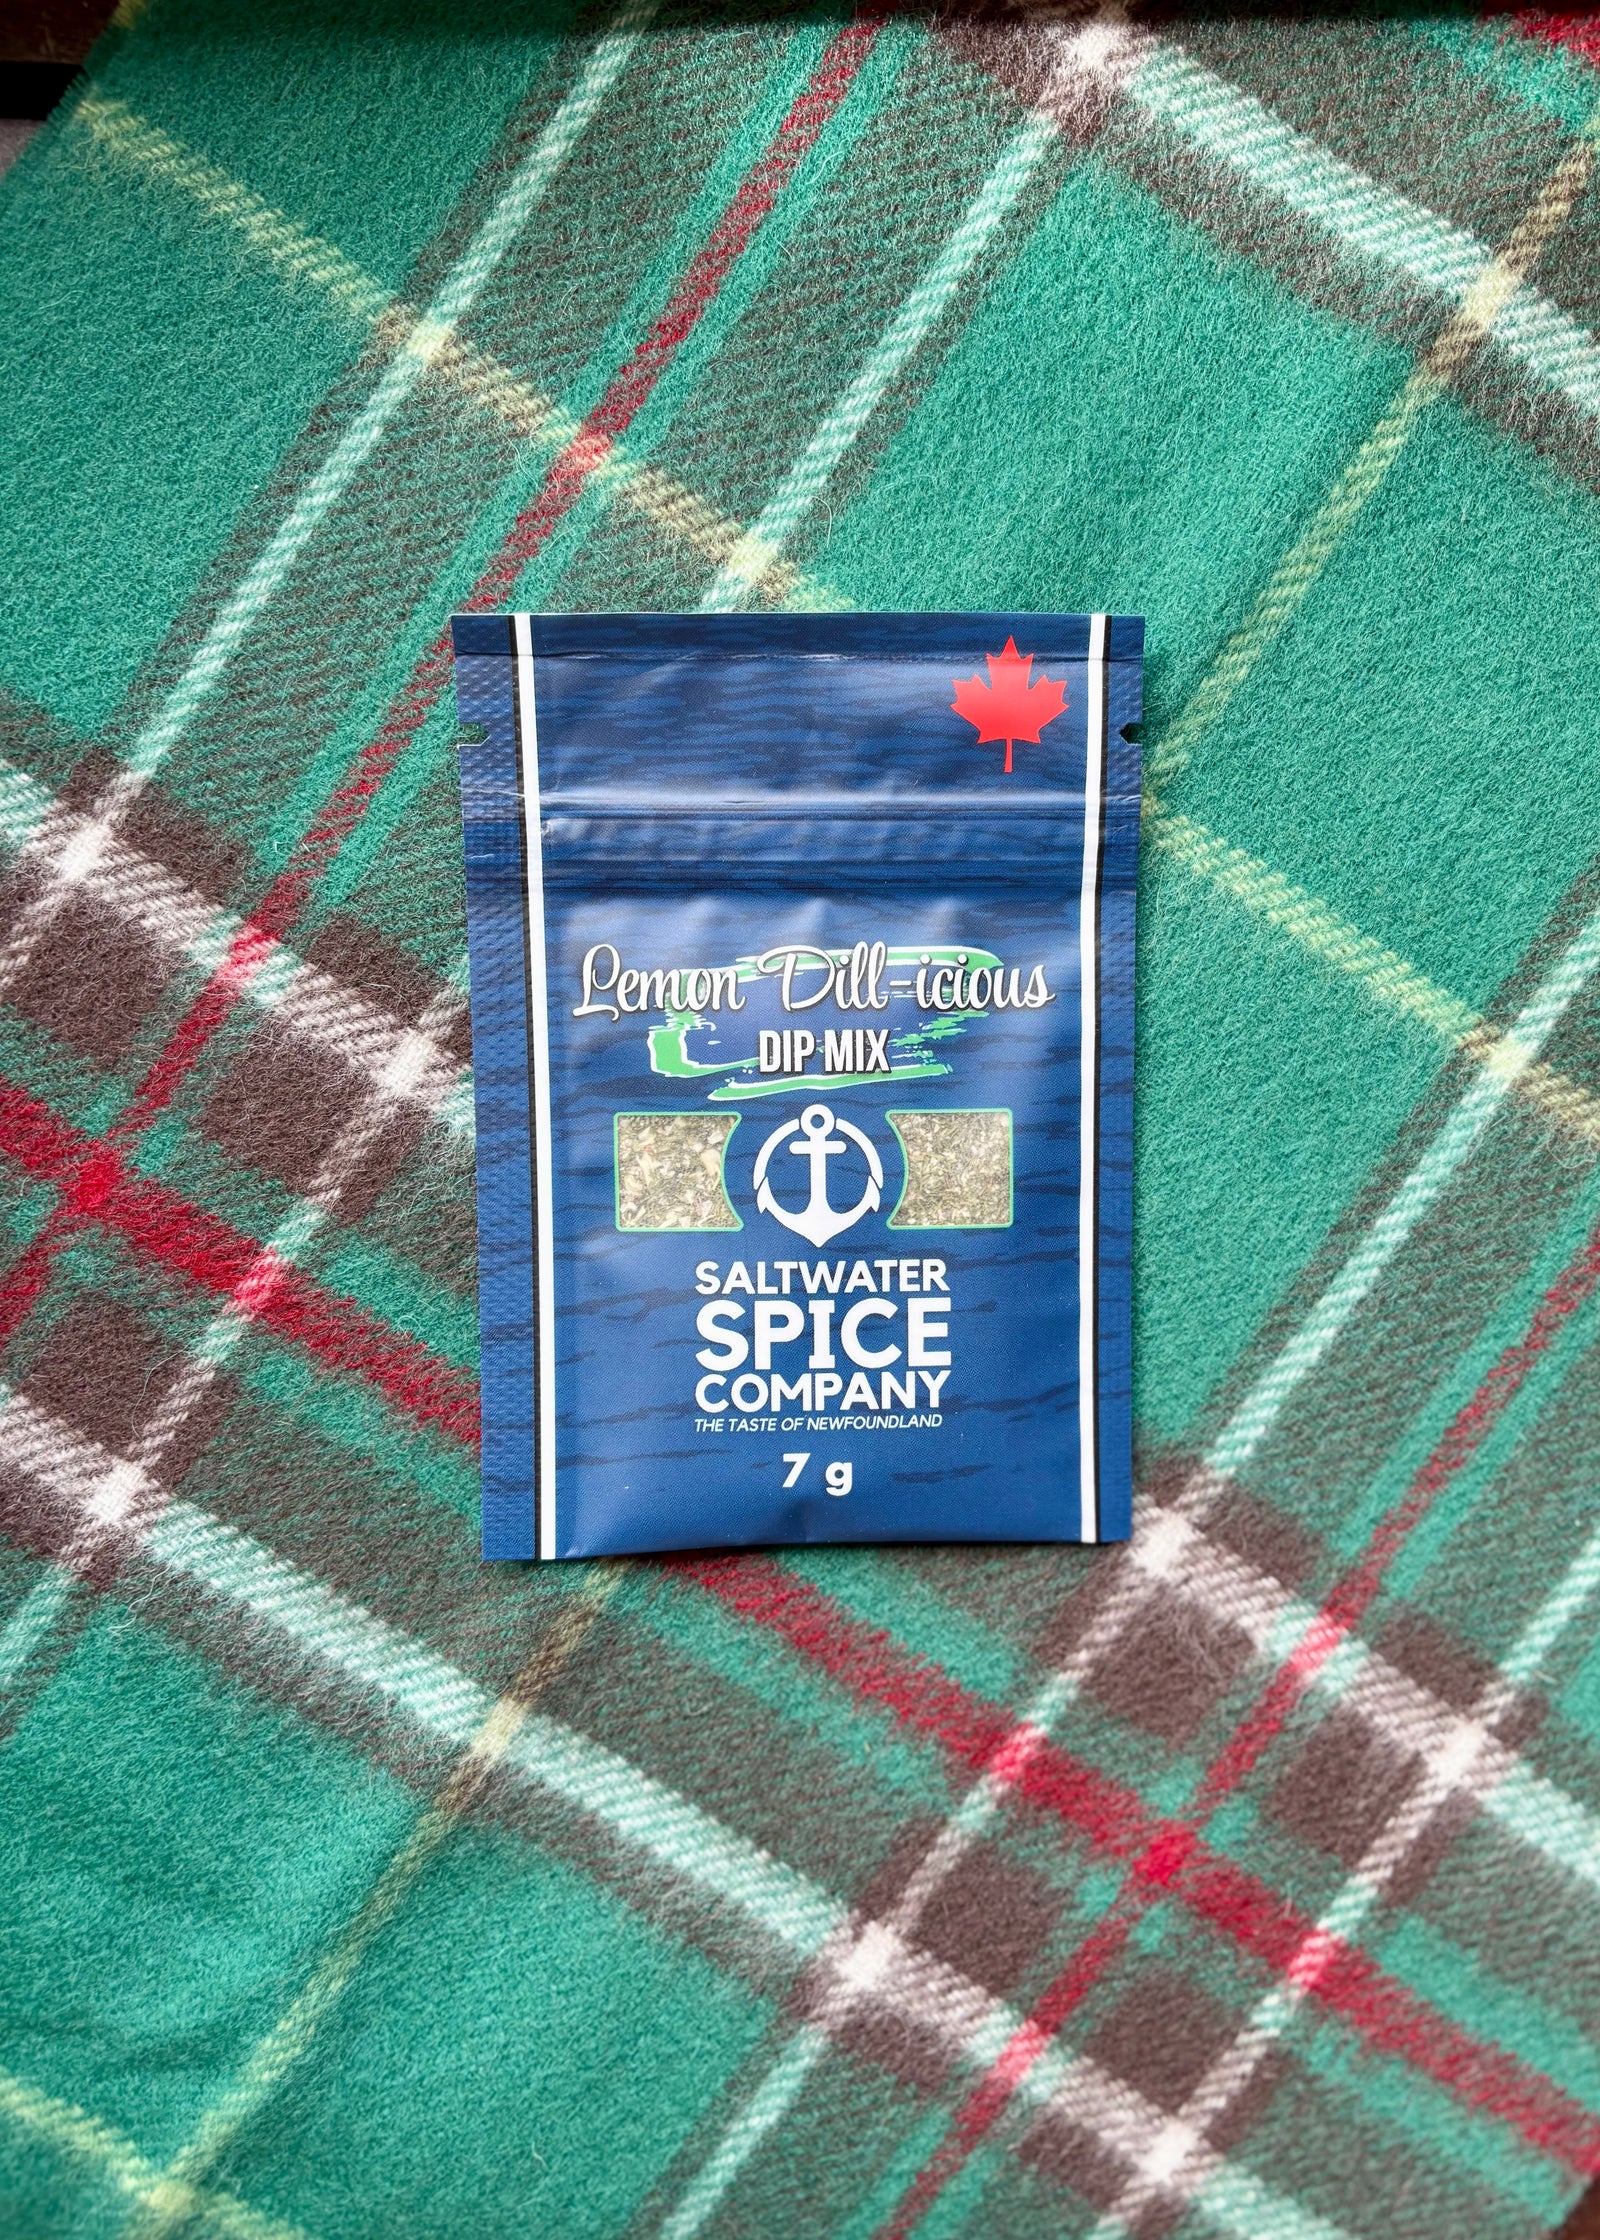 Lemon Dill-icious
DIP MIX
SALTWATER
SPICE
COMPANY
THE TASTE OF NEWFOUNDLAND
7 g